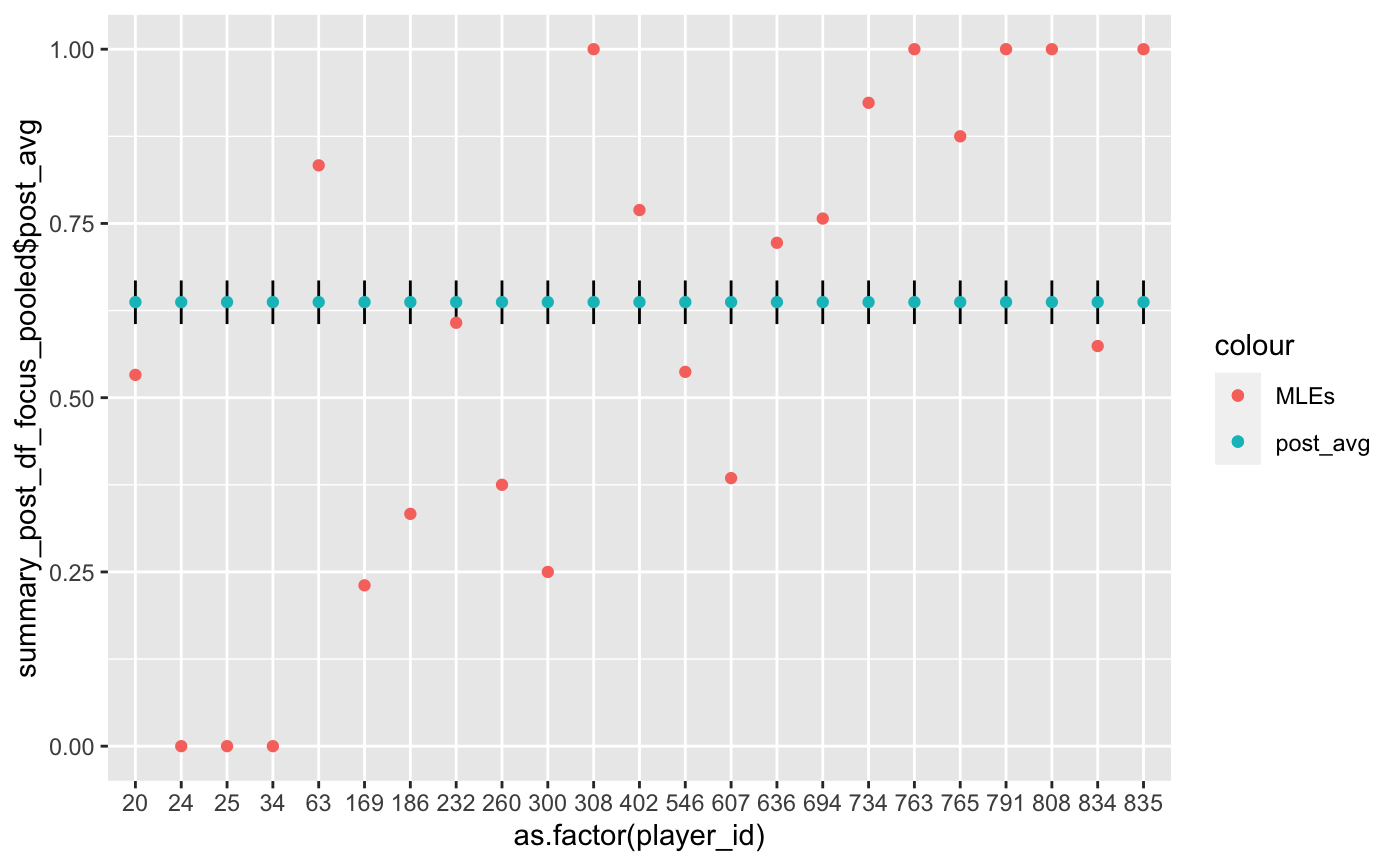 summary_post_df_focus_pooled$post_avg
1.00
0.75
0.50
0.25
0.00
20 24 25 34 63 169 186 232 260 300 308 402 546 607 636 694 734 763 765 791 808 834 835
as.factor(player_id)
colour
MLEs
post_avg